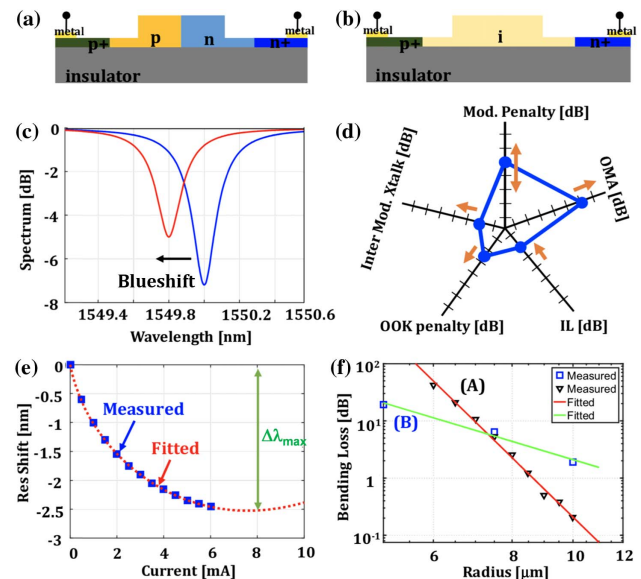 (a)
metal
metal
p+
p
n
n+
insulator
(b)
metal
metal
p+
i
n+
insulator
(c)
0
-2
-4
-6
-8
Spectrum [dB]
Blueshift
1549.4
1549.8
1550.2
1550.6
Wavelength [nm]
(d)
Mod. Penalty [dB]
OMA [dB]
IL [dB]
OOK penalty [dB]
Inter Mod. Xtalk [dB]
(e)
0
-0.5
-1
-1.5
-2
-2.5
-3
Res Shift [nm]
Measured
Fitted
Δλmax
0
2
4
6
8
10
Current [mA]
(f)
10²
10¹
1
10-1
Bending Loss [dB]
(A)
(B)
Measured
Measured
Fitted
Fitted
6
8
10
12
Radius [μm]